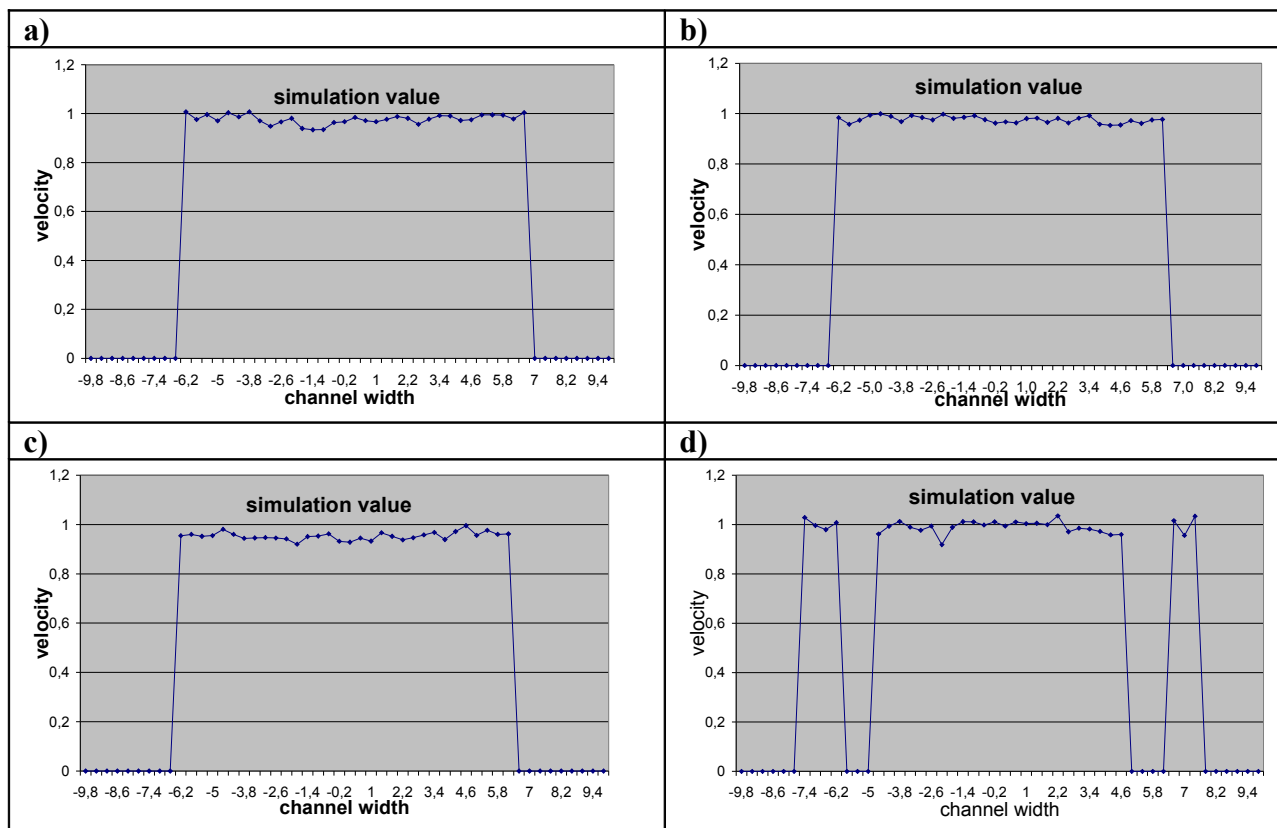 a)
b)
1,2
1
0,8
0,6
0,4
0,2
0
velocity
simulation value
-9,8 -8,6 -7,4 -6,2 -5 -3,8 -2,6 -1,4 -0,2 1 2,2 3,4 4,6 5,8 7 8,2 9,4
channel width
1,2
1
0,8
0,6
0,4
0,2
0
velocity
simulation value
-9,8 -8,6 -7,4 -6,2 -5,0 -3,8 -2,6 -1,4 -0,2 1,0 2,2 3,4 4,6 5,8 7,0 8,2 9,4
channel width
c)
d)
1,2
1
0,8
0,6
0,4
0,2
0
velocity
simulation value
-9,8 -8,6 -7,4 -6,2 -5 -3,8 -2,6 -1,4 -0,2 1 2,2 3,4 4,6 5,8 7 8,2 9,4
channel width
1,2
1
0,8
0,6
0,4
0,2
0
velocity
simulation value
-9,8 -8,6 -7,4 -6,2 -5 -3,8 -2,6 -1,4 -0,2 1 2,2 3,4 4,6 5,8 7 8,2 9,4
channel width